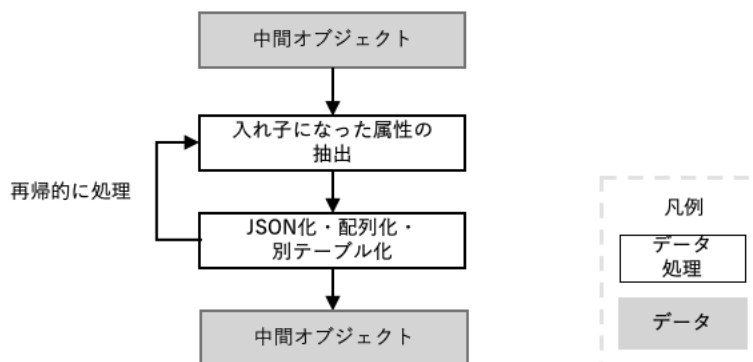 中間オブジェクト
入れ子になった属性の
抽出
再帰的に処理
JSON化・配列化・
別テーブル化
中間オブジェクト
凡例
データ
処理
データ